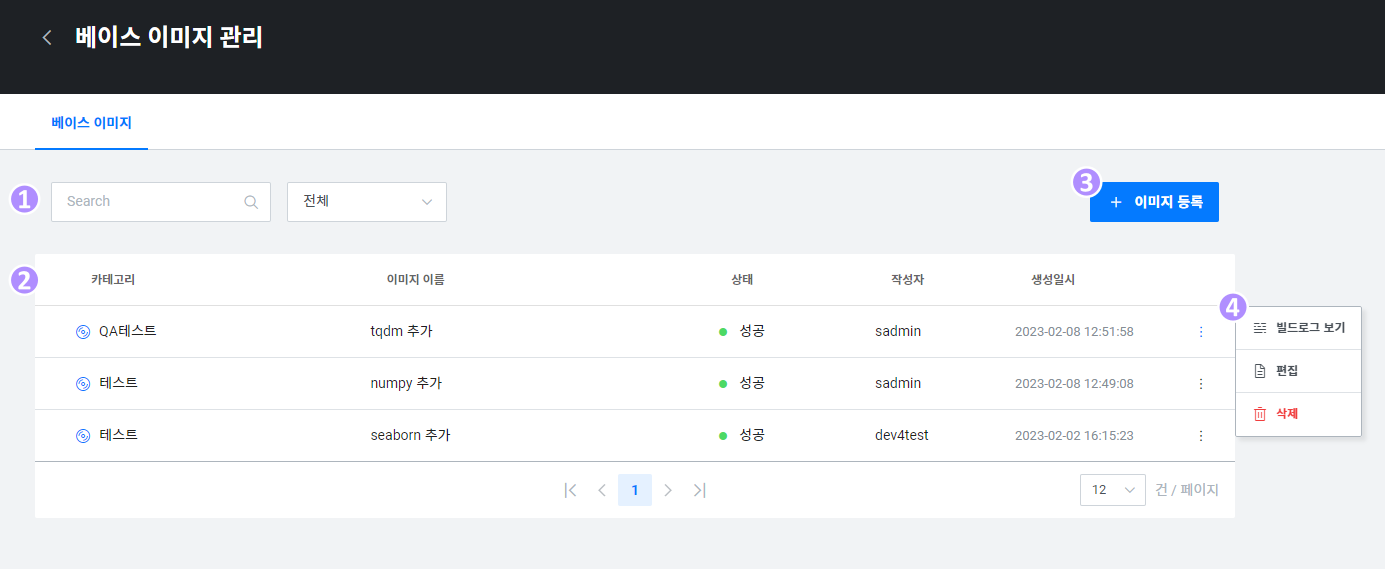 베이스 이미지 관리
베이스 이미지
1 Search 전체
3 + 이미지 등록
2 카테고리 이미지 이름 상태 작성자 생성일시
QA테스트 tqdm 추가 성공 sadmin 2023-02-08 12:51:58
테스트 numpy 추가 성공 sadmin 2023-02-08 12:49:08
테스트 seaborn 추가 성공 dev4test 2023-02-02 16:15:23
4 빌드로그 보기
편집
삭제
1 12 건 / 페이지